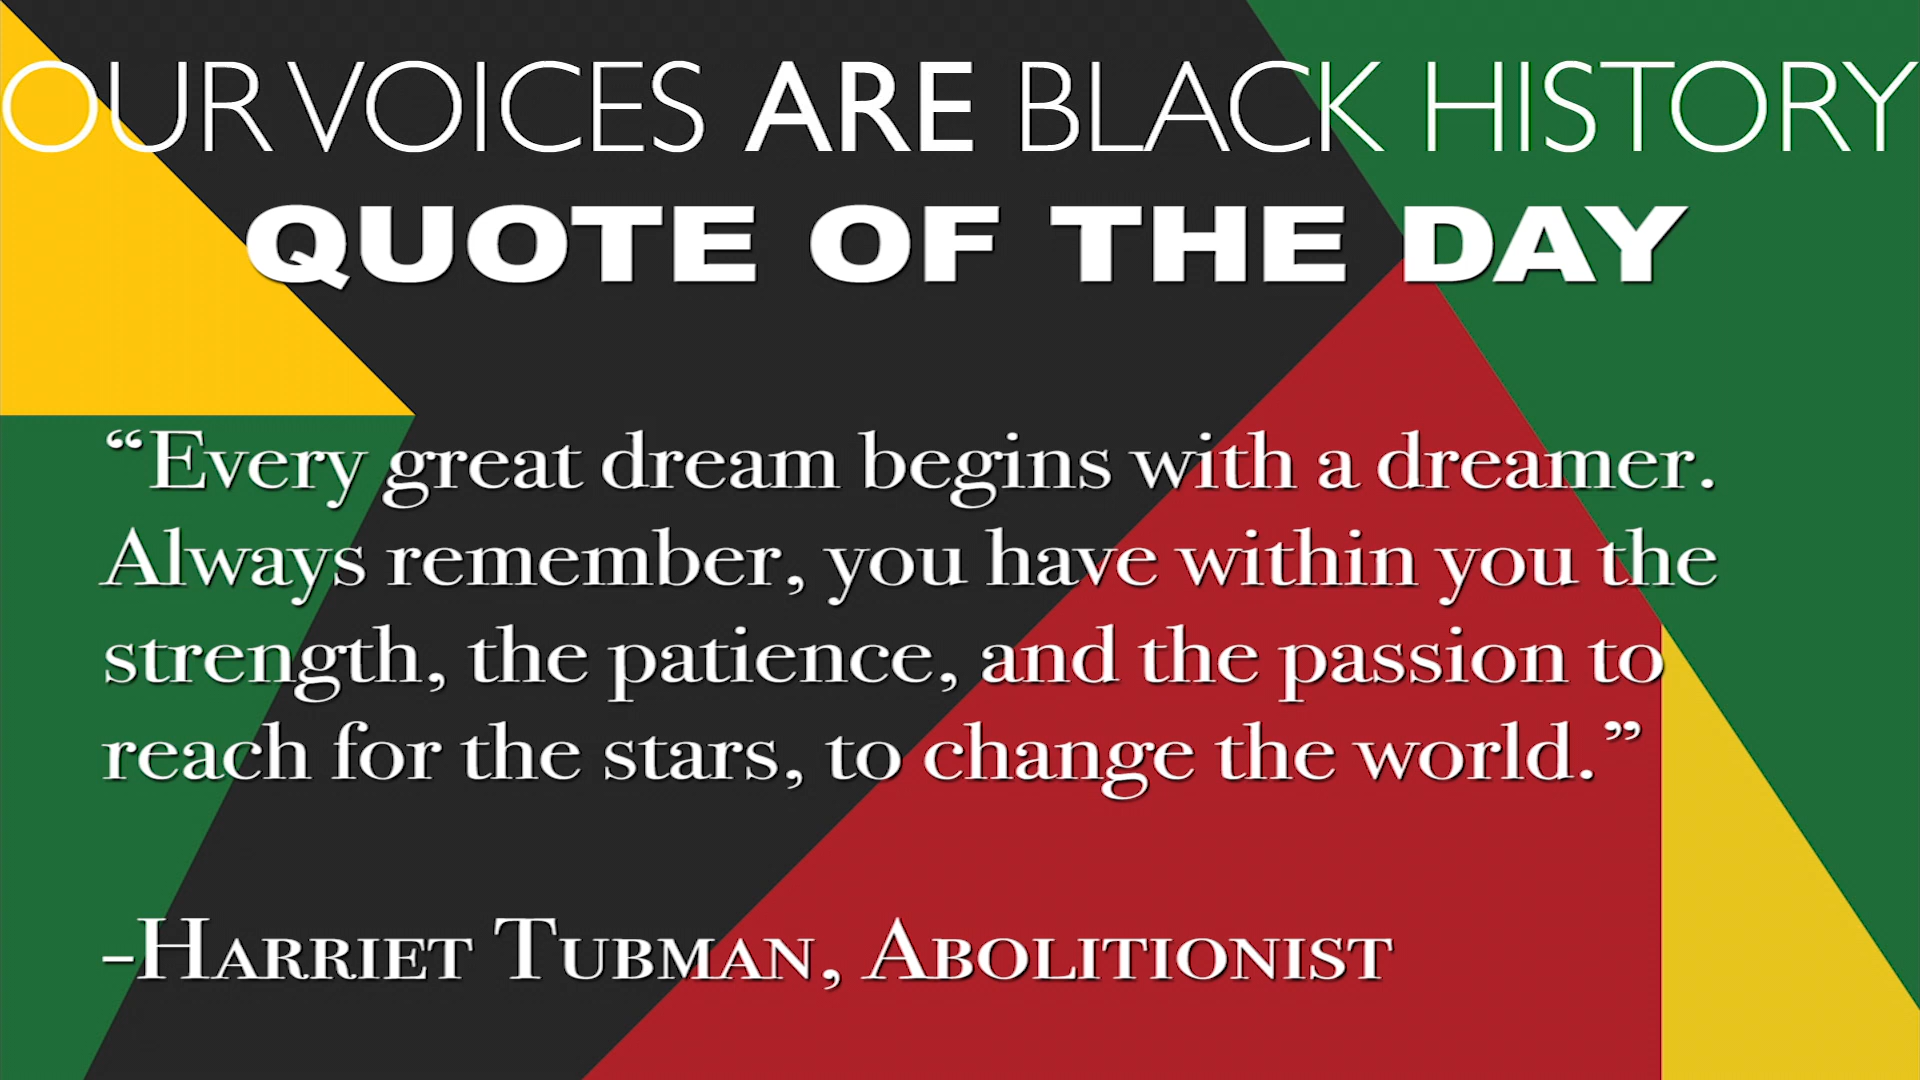 OUR VOICES ARE BLACK HISTORY
QUOTE OF THE DAY
“Every great dream begins with a dreamer.
Always remember, you have within you the
strength, the patience, and the passion to
reach for the stars, to change the world.”
–Harriet Tubman, Abolitionist